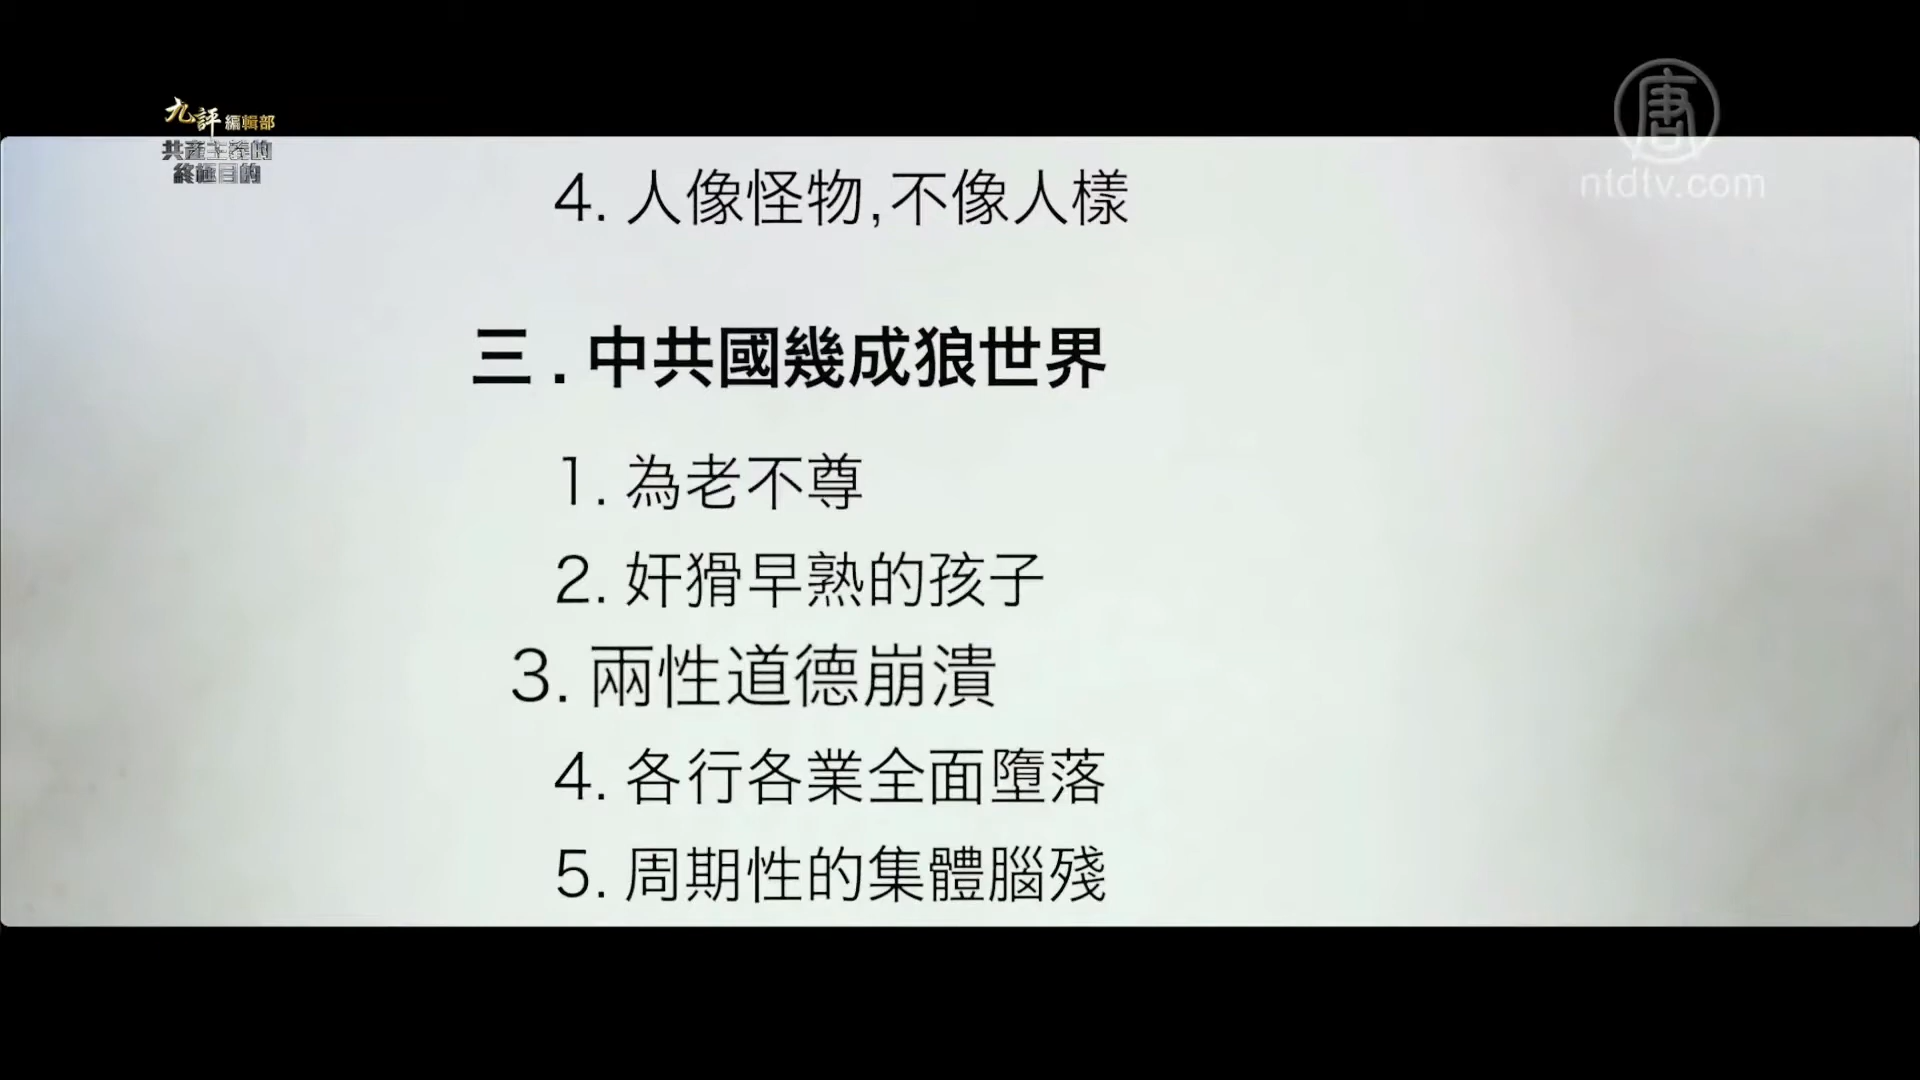 九評編輯部
共產主義的
終極目的
唐
ntdtv.com
4. 人像怪物,不像人樣
三.中共國幾成狼世界
1. 為老不尊
2. 奸猾早熟的孩子
3. 兩性道德崩潰
4. 各行各業全面墮落
5. 周期性的集體腦殘